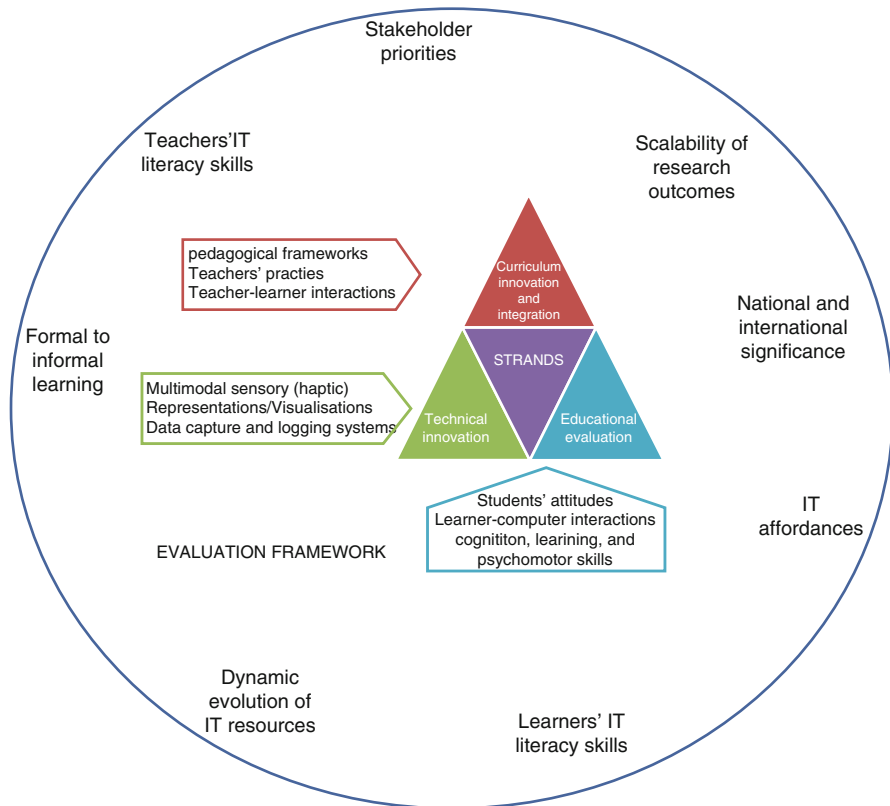 Stakeholder
priorities
Teachers'IT
literacy skills
Scalability of
research
outcomes
pedagogical frameworks
Teachers' practies
Teacher-learner interactions
Curriculum
innovation
and
integration
National and
international
significance
Formal to
informal
learning
STRANDS
Multimodal sensory (haptic)
Representations/Visualisations
Data capture and logging systems
Technical
innovation
Educational
evaluation
Students' attitudes
Learner-computer interactions
cognititon, learining, and
psychomotor skills
IT
affordances
EVALUATION FRAMEWORK
Dynamic
evolution of
IT resources
Learners' IT
literacy skills